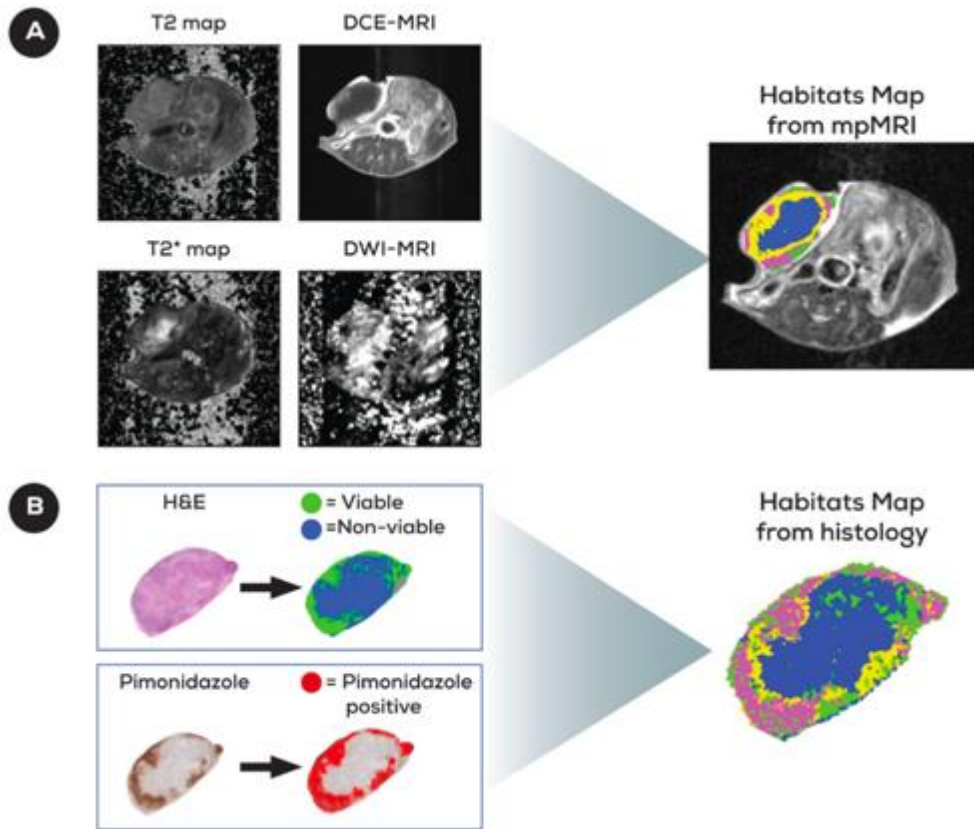 A
T2 map
DCE-MRI
T2* map
DWI-MRI
Habitats Map
from mpMRI
B
H&E
= Viable
=Non-viable
Pimonidazole
= Pimonidazole
positive
Habitats Map
from histology